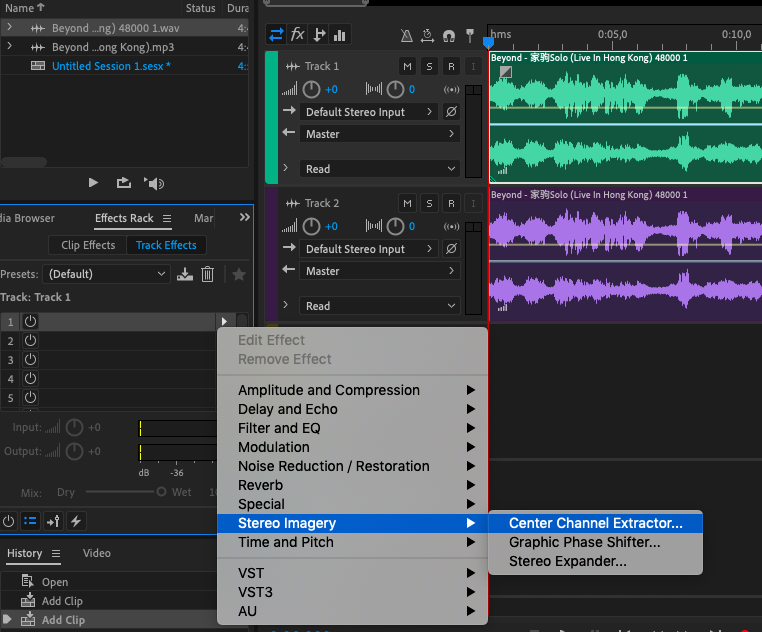 Name Status Dura
Beyond ...ng) 48000 1.wav 4:
Beyond ...ong Kong).mp3 4:
Untitled Session 1.sesx * 4:
dia Browser Effects Rack Mar
Clip Effects Track Effects
Presets: (Default)
Track: Track 1
1
2
3
4
5
Input: +0
Output: +0
dB -36
Mix: Dry Wet 10
History Video
Open
Add Clip
Add Clip
fx
hms 0:05,0 0:10,0
Track 1 M S R I
+0 0
Default Stereo Input
Master
Read
Beyond - 家驹Solo (Live In Hong Kong) 48000 1
Track 2 M S R I
+0 0
Default Stereo Input
Master
Read
Beyond - 家驹Solo (Live In Hong Kong) 48000 1
Edit Effect
Remove Effect
Amplitude and Compression
Delay and Echo
Filter and EQ
Modulation
Noise Reduction / Restoration
Reverb
Special
Stereo Imagery
Time and Pitch
VST
VST3
AU
Center Channel Extractor...
Graphic Phase Shifter...
Stereo Expander...